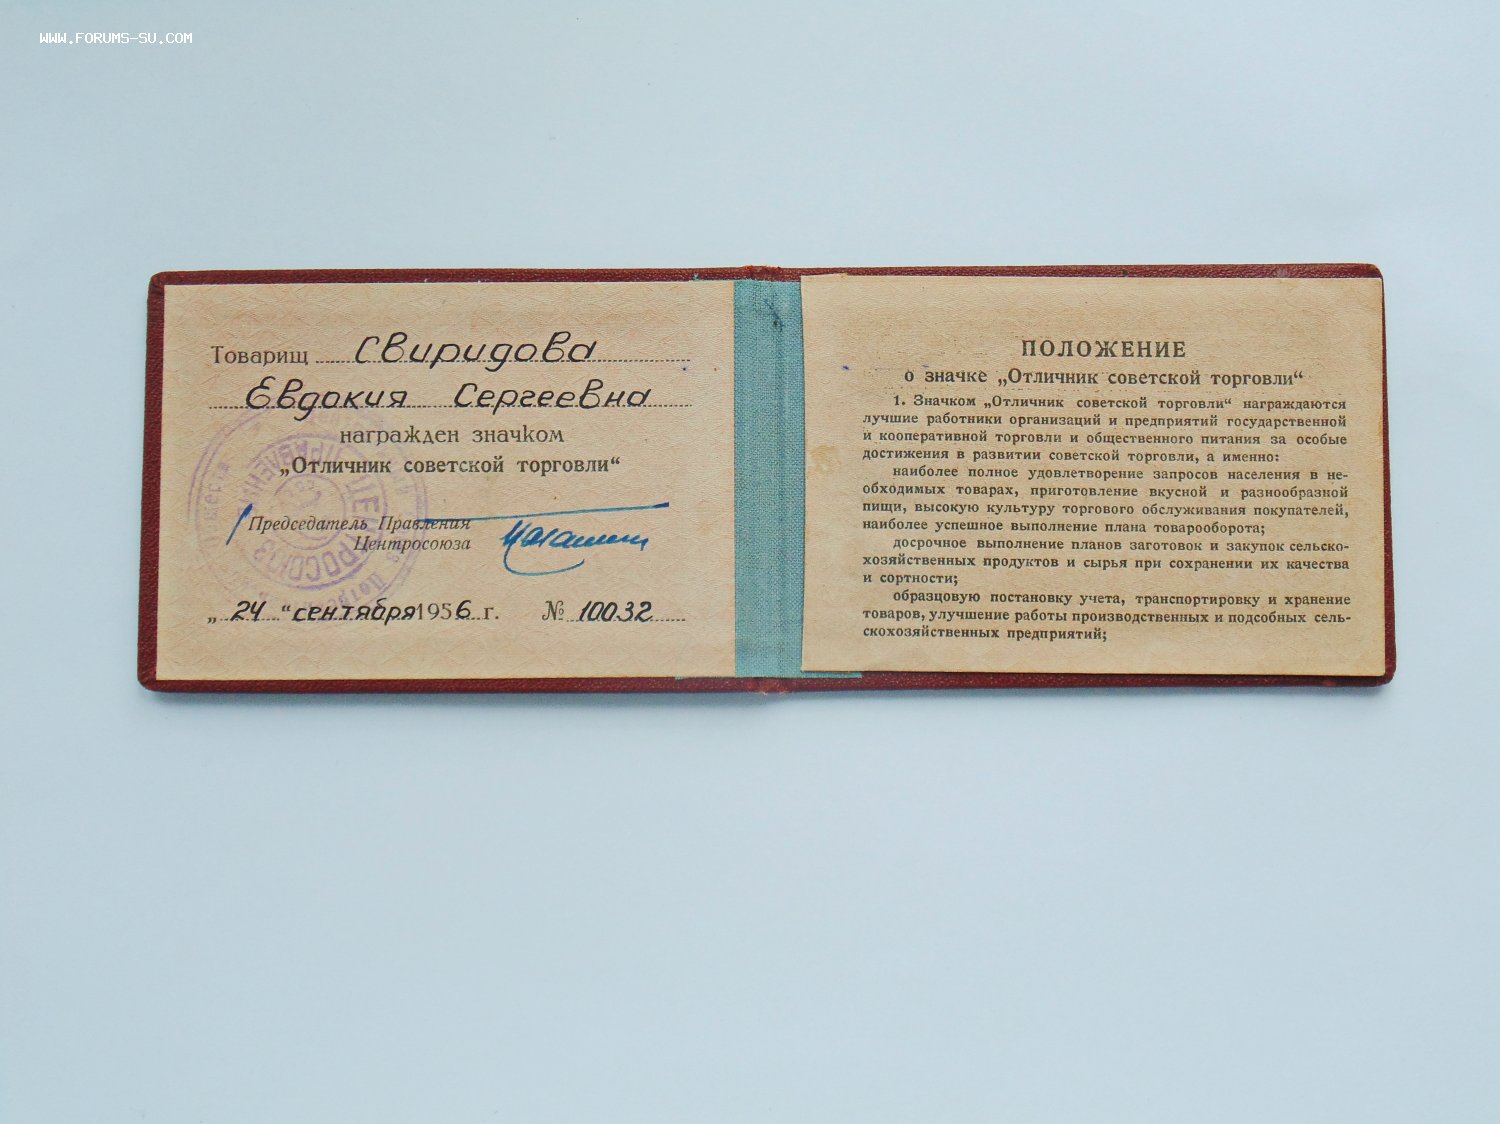 WWW.FORUMS-SU.COM
Товарищ Свиридова
Евдокия Сергеевна
награжден значком
„Отличник советской торговли“
Председатель Правления
Центросоюза
„24“ сентября 1956 г. № 10032
ЦЕНТРОСОЮЗ
ПРАВЛЕНИЕ
ПОЛОЖЕНИЕ
о значке „Отличник советской торговли“
1. Значком „Отличник советской торговли“ награждаются
лучшие работники организаций и предприятий государственной
и кооперативной торговли и общественного питания за особые
достижения в развитии советской торговли, а именно:
наиболее полное удовлетворение запросов населения в не-
обходимых товарах, приготовление вкусной и разнообразной
пищи, высокую культуру торгового обслуживания покупателей,
наиболее успешное выполнение плана товарооборота;
досрочное выполнение планов заготовок и закупок сельско-
хозяйственных продуктов и сырья при сохранении их качества
и сортности;
образцовую постановку учета, транспортировку и хранение
товаров, улучшение работы производственных и подсобных сель-
скохозяйственных предприятий;